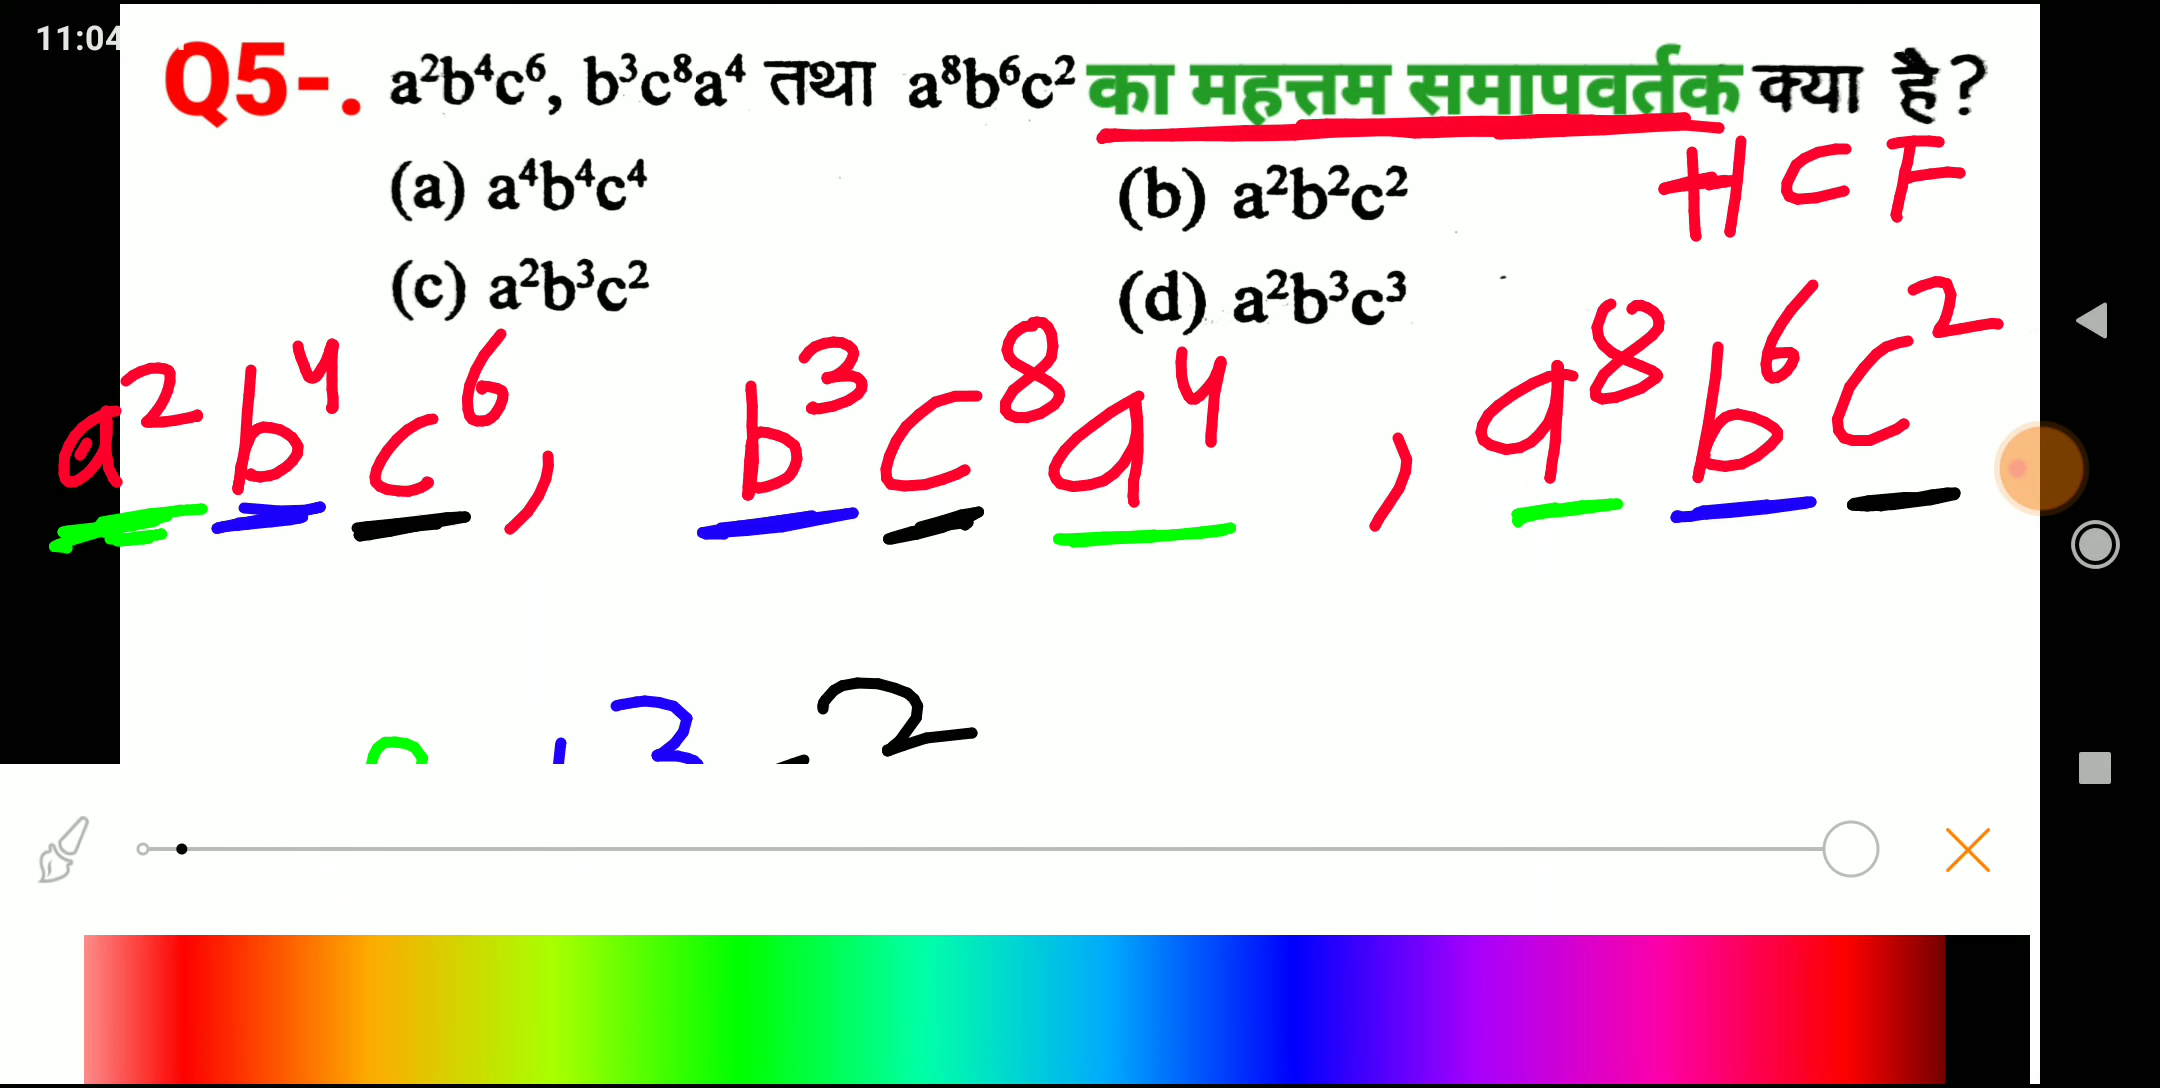 11:04
Q5-. a²b⁴c⁶, b³c⁸a⁴ तथा a⁸b⁶c² का महत्तम समापवर्तक क्या है?
(a) a⁴b⁴c⁴ (b) a²b²c²
HCF
(c) a²b³c² (d) a²b³c³
a²b⁴c⁶, b³c⁸a⁴, a⁸b⁶c²
2